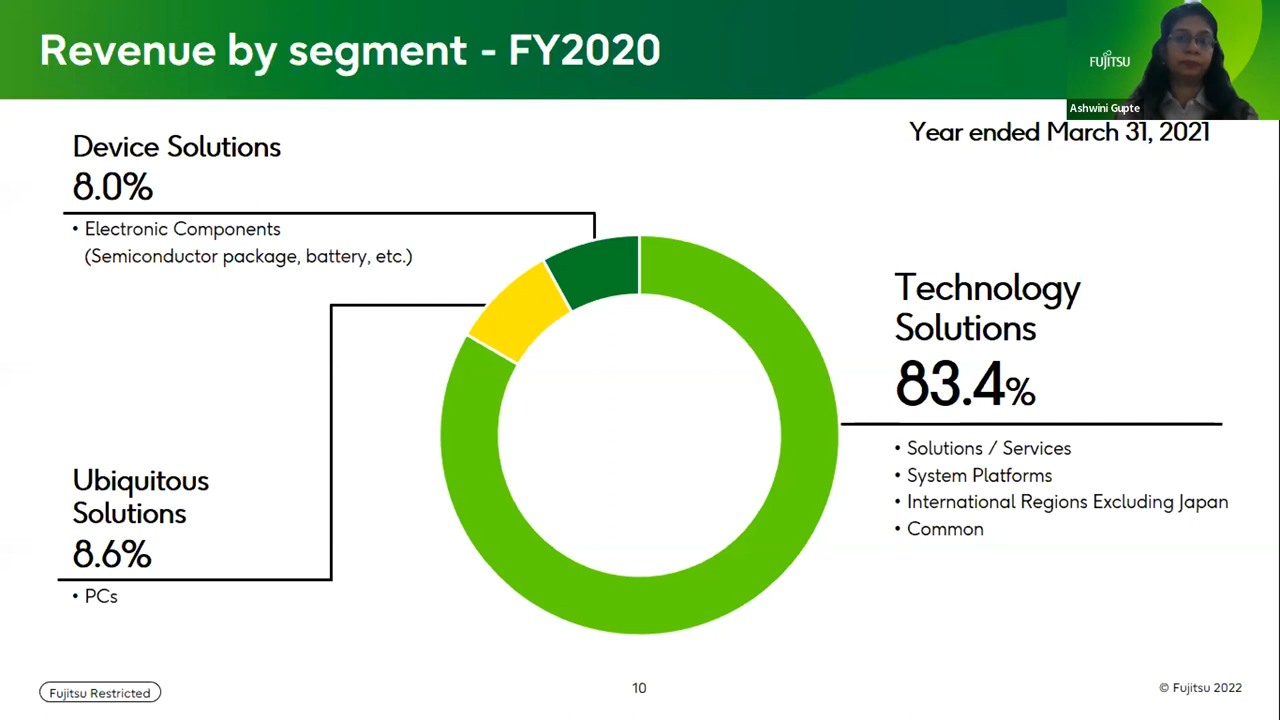 Revenue by segment - FY2020
FUJITSU
Ashwini Gupte
Year ended March 31, 2021
Device Solutions
8.0%
• Electronic Components
(Semiconductor package, battery, etc.)
Technology
Solutions
83.4%
• Solutions / Services
• System Platforms
• International Regions Excluding Japan
• Common
Ubiquitous
Solutions
8.6%
• PCs
Fujitsu Restricted
10
© Fujitsu 2022